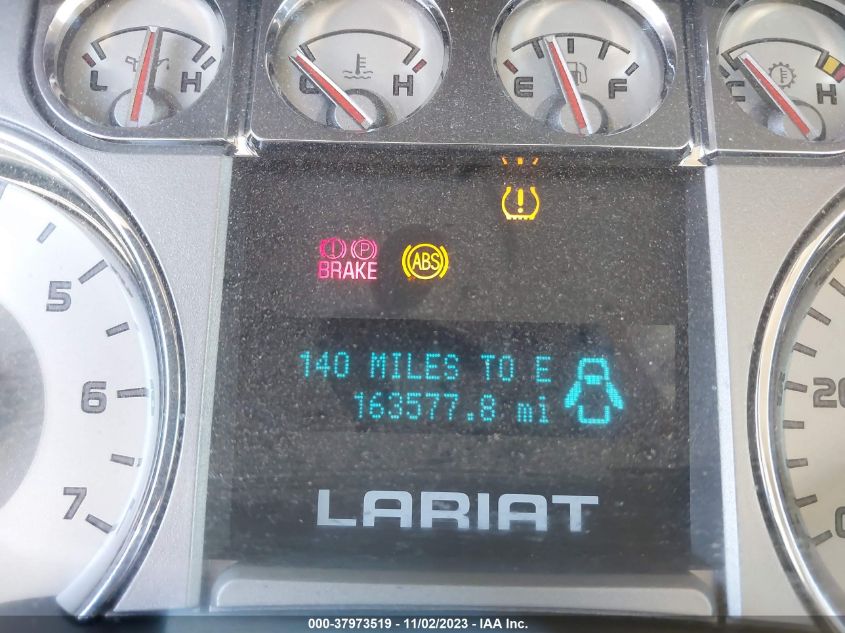 L H
C H
E F
C H
5
6
7
BRAKE
P
ABS
140 MILES TO E
163577.8 mi
20
LARIAT
000-37973519 - 11/02/2023 - IAA Inc.